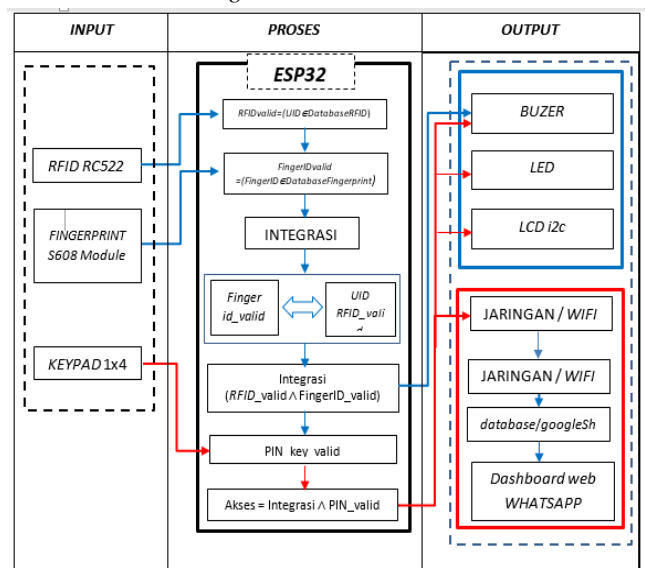 INPUT
PROSES
OUTPUT
ESP32
RFIDvalid=(UID∈DatabaseRFID)
FingerIDvalid
=(FingerID∈DatabaseFingerprint)
INTEGRASI
Finger
id_valid
UID
RFID_vali
d
Integrasi
(RFID_valid∧FingerID_valid)
PIN key valid
Akses = Integrasi ∧ PIN_valid
RFID RC522
FINGERPRINT
S608 Module
KEYPAD 1x4
BUZER
LED
LCD i2c
JARINGAN / WIFI
JARINGAN / WIFI
database/googleSh
Dashboard web
WHATSAPP